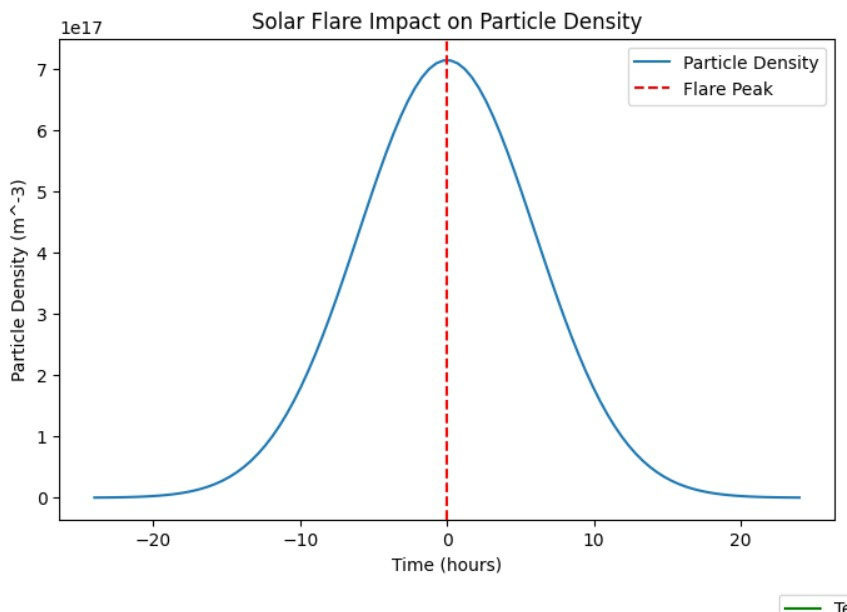 Solar Flare Impact on Particle Density
1e17
Particle Density
Flare Peak
7
6
5
4
3
2
1
0
Particle Density (m^-3)
−20 −10 0 10 20
Time (hours)